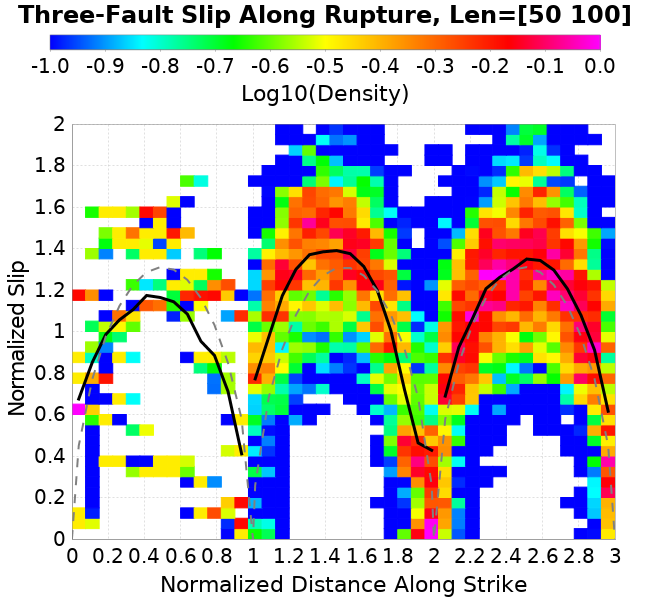 Three-Fault Slip Along Rupture, Len=[50 100]
-1.0 -0.9 -0.8 -0.7 -0.6 -0.5 -0.4 -0.3 -0.2 -0.1 0.0
Log10(Density)
2
1.8
1.6
1.4
1.2
1
0.8
0.6
0.4
0.2
0
Normalized Slip
0 0.2 0.4 0.6 0.8 1 1.2 1.4 1.6 1.8 2 2.2 2.4 2.6 2.8 3
Normalized Distance Along Strike